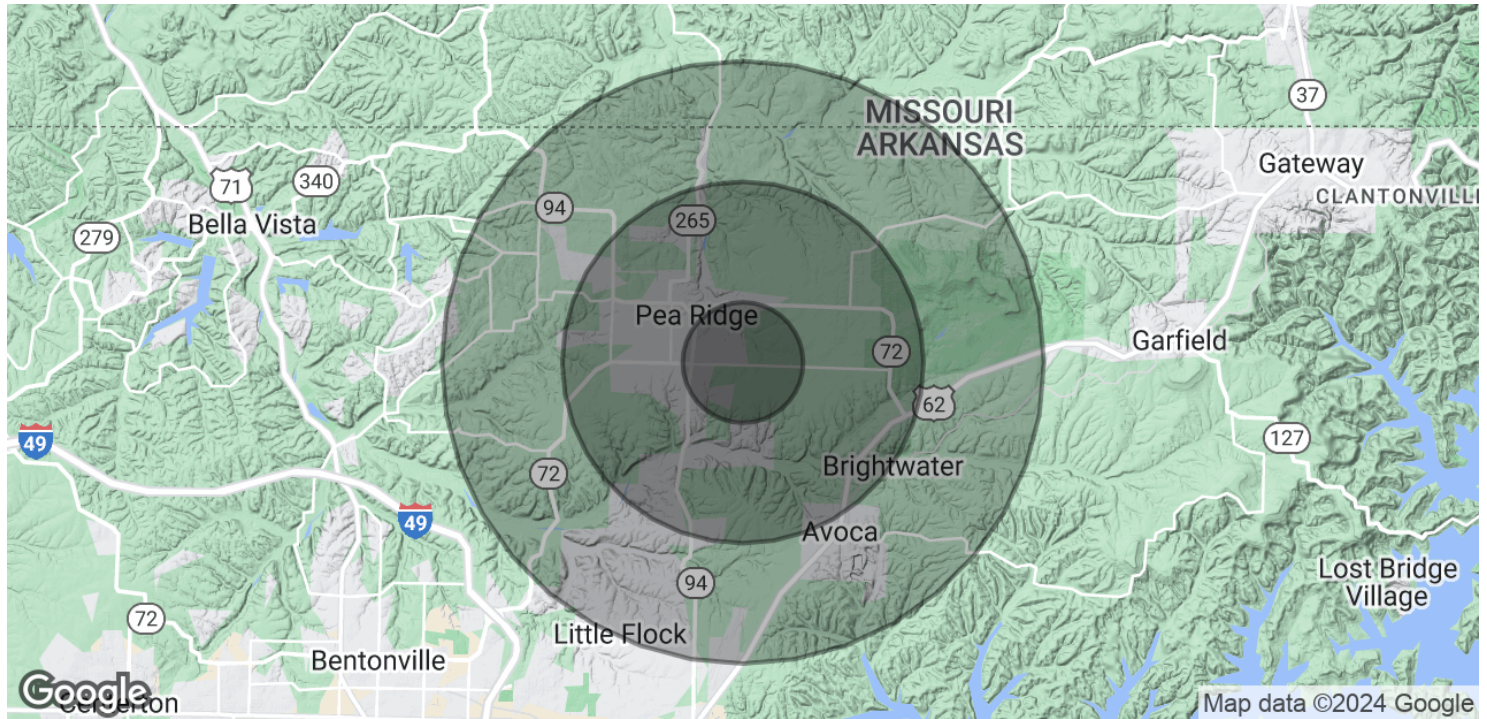 MISSOURI
ARKANSAS
37
Gateway
CLANTONVILL
71
340
94
279
Bella Vista
265
Pea Ridge
72
Garfield
62
49
127
72
Brightwater
49
Avoca
94
Lost Bridge
Village
72
Little Flock
Bentonville
Google
Map data ©2024 Google